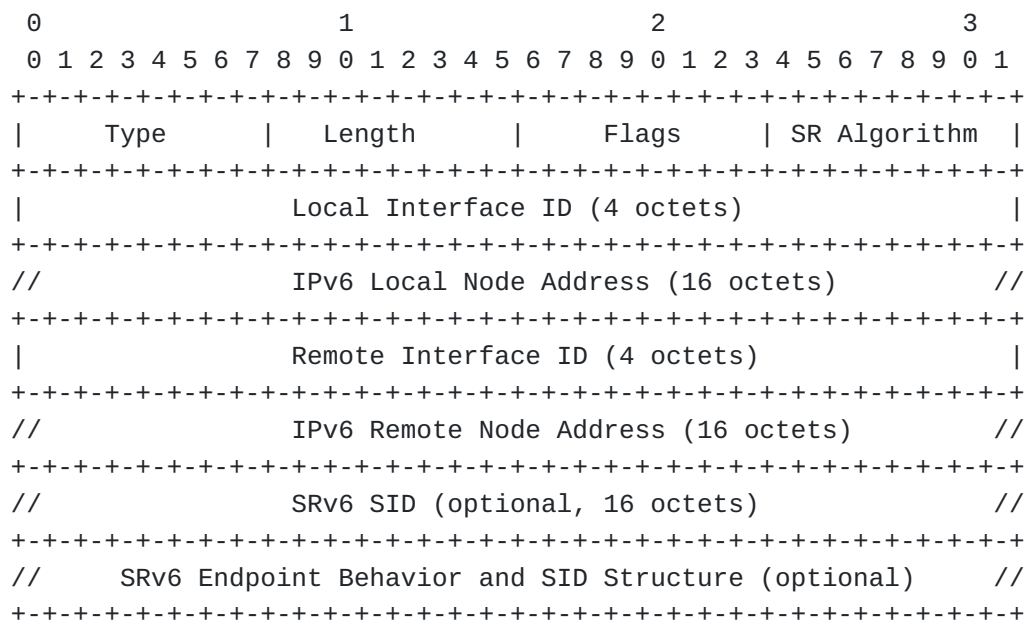 0                   1                   2                   3
 0 1 2 3 4 5 6 7 8 9 0 1 2 3 4 5 6 7 8 9 0 1 2 3 4 5 6 7 8 9 0 1
+-+-+-+-+-+-+-+-+-+-+-+-+-+-+-+-+-+-+-+-+-+-+-+-+-+-+-+-+-+-+-+-+
|     Type      |   Length      |     Flags     | SR Algorithm  |
+-+-+-+-+-+-+-+-+-+-+-+-+-+-+-+-+-+-+-+-+-+-+-+-+-+-+-+-+-+-+-+-+
|                 Local Interface ID (4 octets)                 |
+-+-+-+-+-+-+-+-+-+-+-+-+-+-+-+-+-+-+-+-+-+-+-+-+-+-+-+-+-+-+-+-+
//                IPv6 Local Node Address (16 octets)          //
+-+-+-+-+-+-+-+-+-+-+-+-+-+-+-+-+-+-+-+-+-+-+-+-+-+-+-+-+-+-+-+-+
|                 Remote Interface ID (4 octets)                |
+-+-+-+-+-+-+-+-+-+-+-+-+-+-+-+-+-+-+-+-+-+-+-+-+-+-+-+-+-+-+-+-+
//                IPv6 Remote Node Address (16 octets)         //
+-+-+-+-+-+-+-+-+-+-+-+-+-+-+-+-+-+-+-+-+-+-+-+-+-+-+-+-+-+-+-+-+
//                SRv6 SID (optional, 16 octets)               //
+-+-+-+-+-+-+-+-+-+-+-+-+-+-+-+-+-+-+-+-+-+-+-+-+-+-+-+-+-+-+-+-+
//     SRv6 Endpoint Behavior and SID Structure (optional)     //
+-+-+-+-+-+-+-+-+-+-+-+-+-+-+-+-+-+-+-+-+-+-+-+-+-+-+-+-+-+-+-+-+